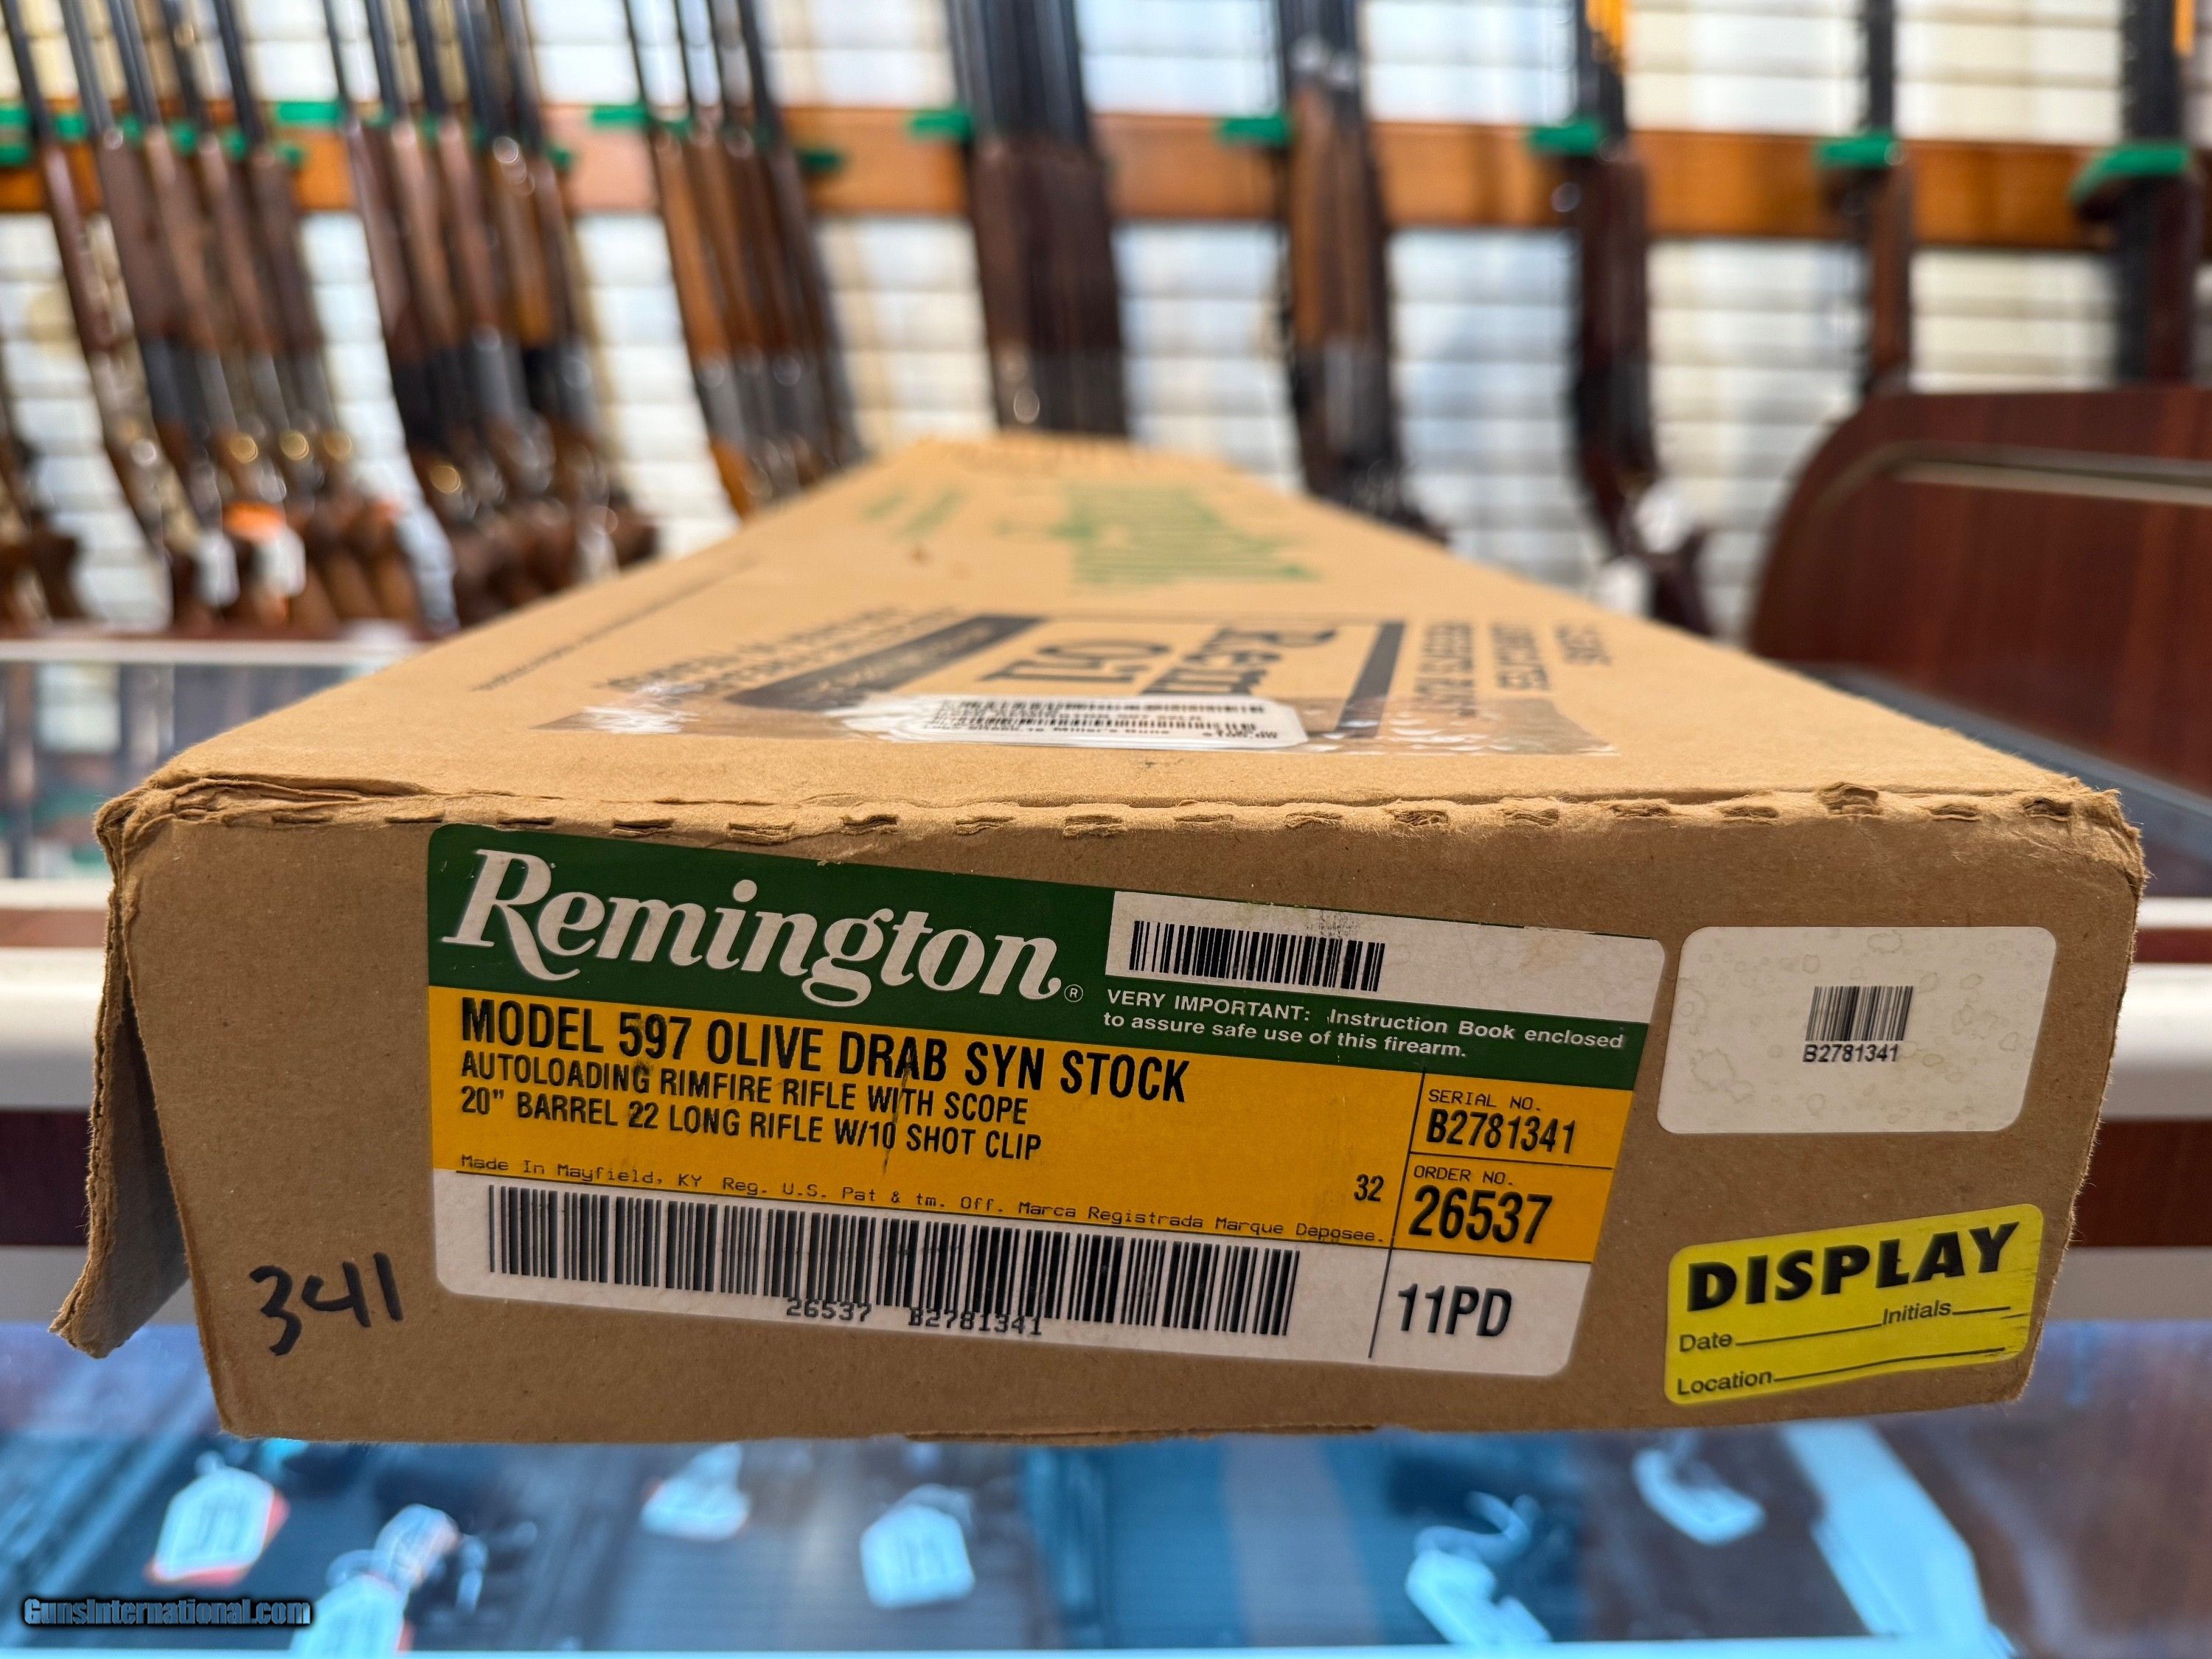 Remington®
VERY IMPORTANT: Instruction Book enclosed
to assure safe use of this firearm.
MODEL 597 OLIVE DRAB SYN STOCK
AUTOLOADING RIMFIRE RIFLE WITH SCOPE
20" BARREL 22 LONG RIFLE W/10 SHOT CLIP
Made In Mayfield, KY Reg. U.S. Pat & tm. Off. Marca Registrada Marque Deposee.
32
SERIAL NO.
B2781341
ORDER NO.
26537
11PD
26537 B2781341
B2781341
DISPLAY
Date Initials
Location
341
GunsInternational.com